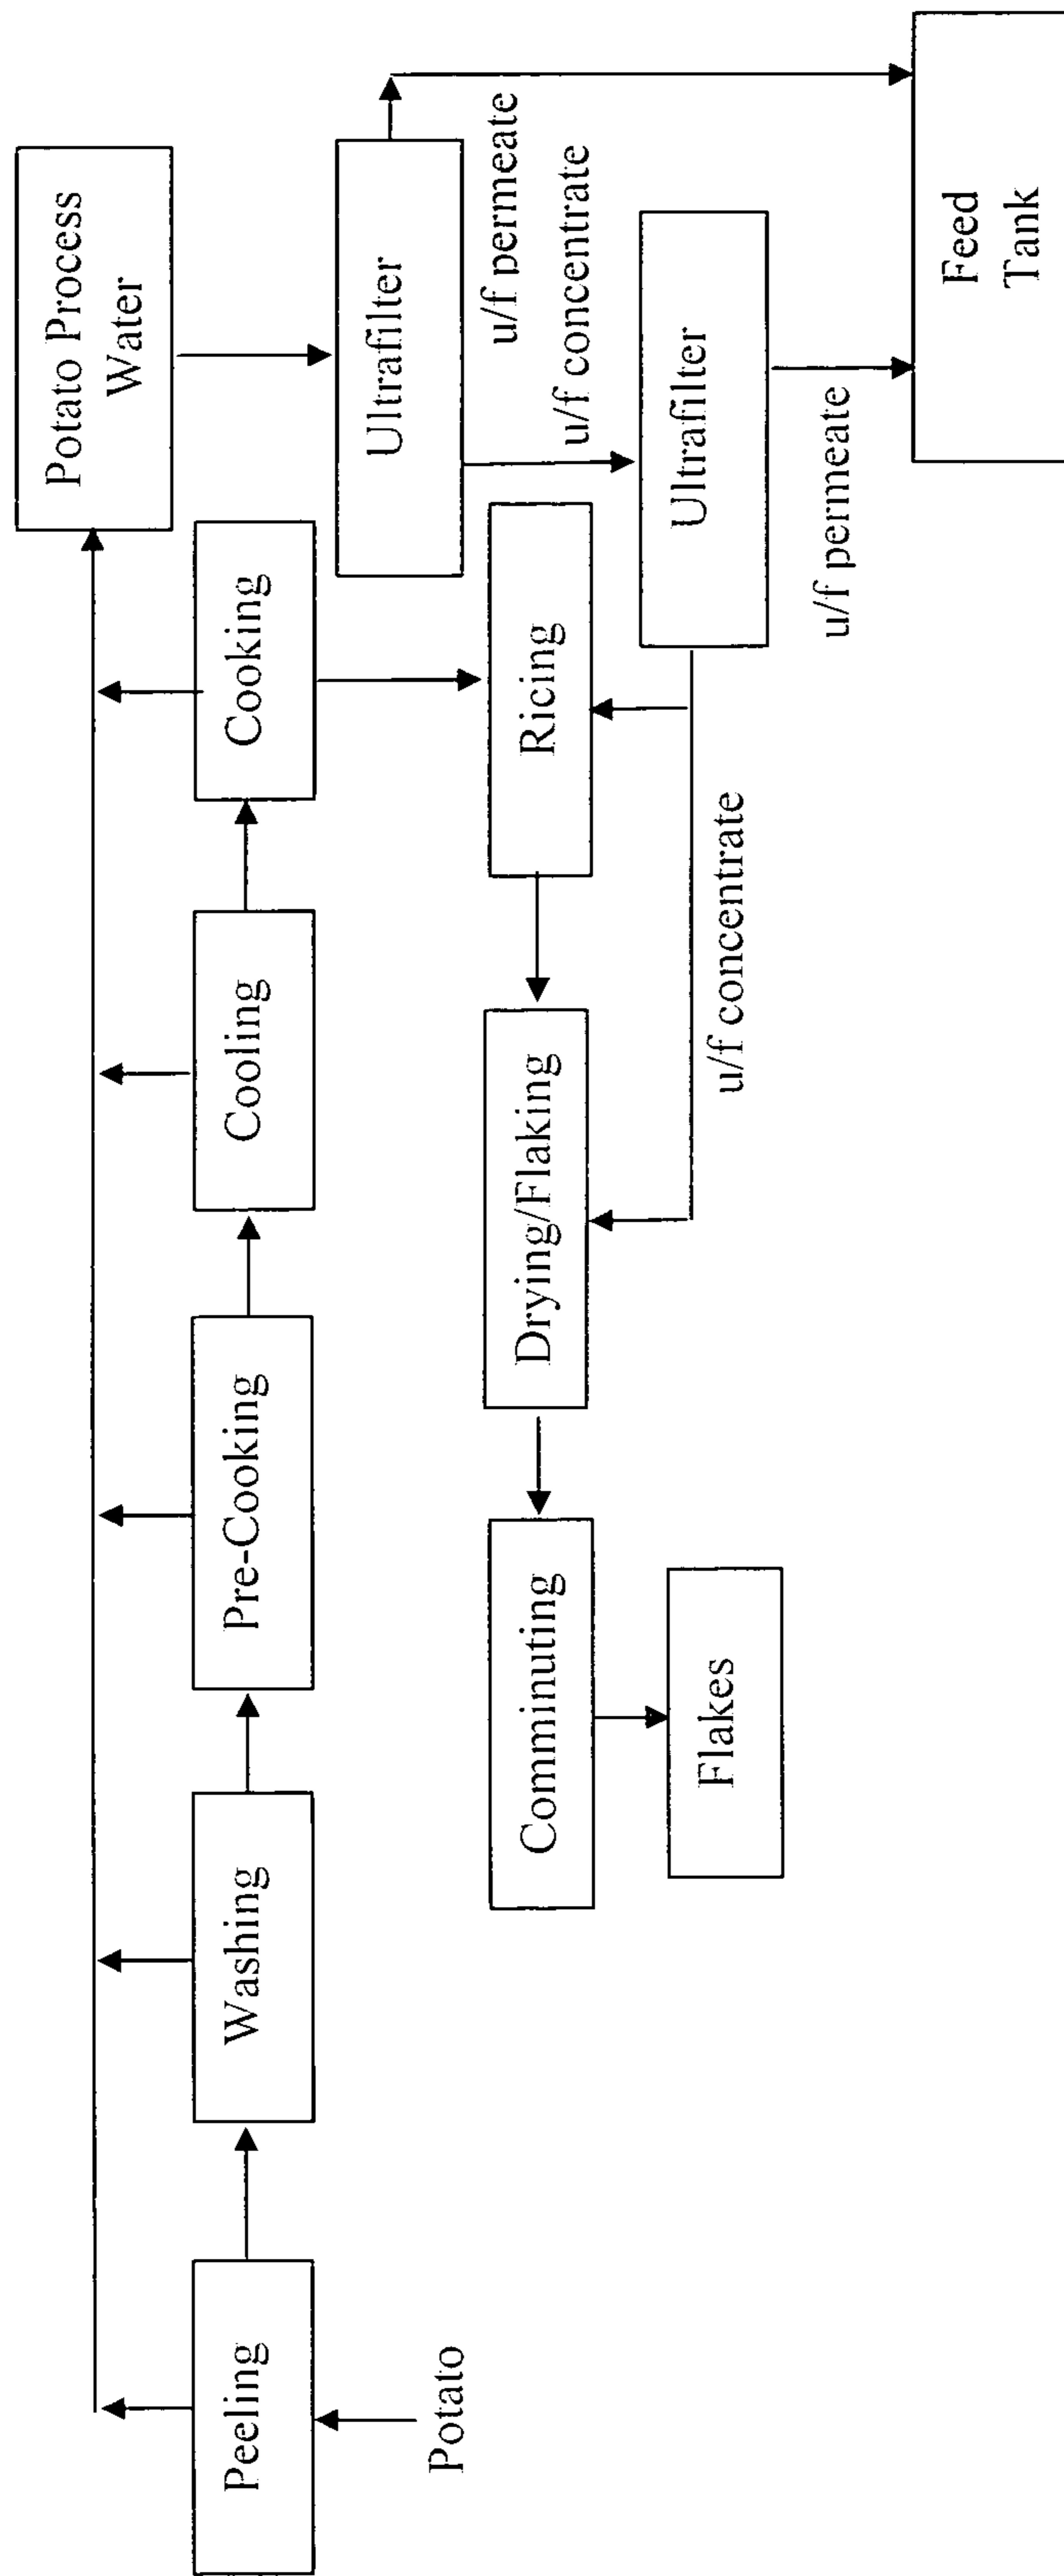 Potato Process
Water
Peeling
Washing
Pre-Cooking
Cooling
Cooking
Potato
Ultrafilter
u/f permeate
u/f concentrate
Comminuting
Drying/Flaking
Ricing
Flakes
Ultrafilter
u/f concentrate
u/f permeate
Feed
Tank